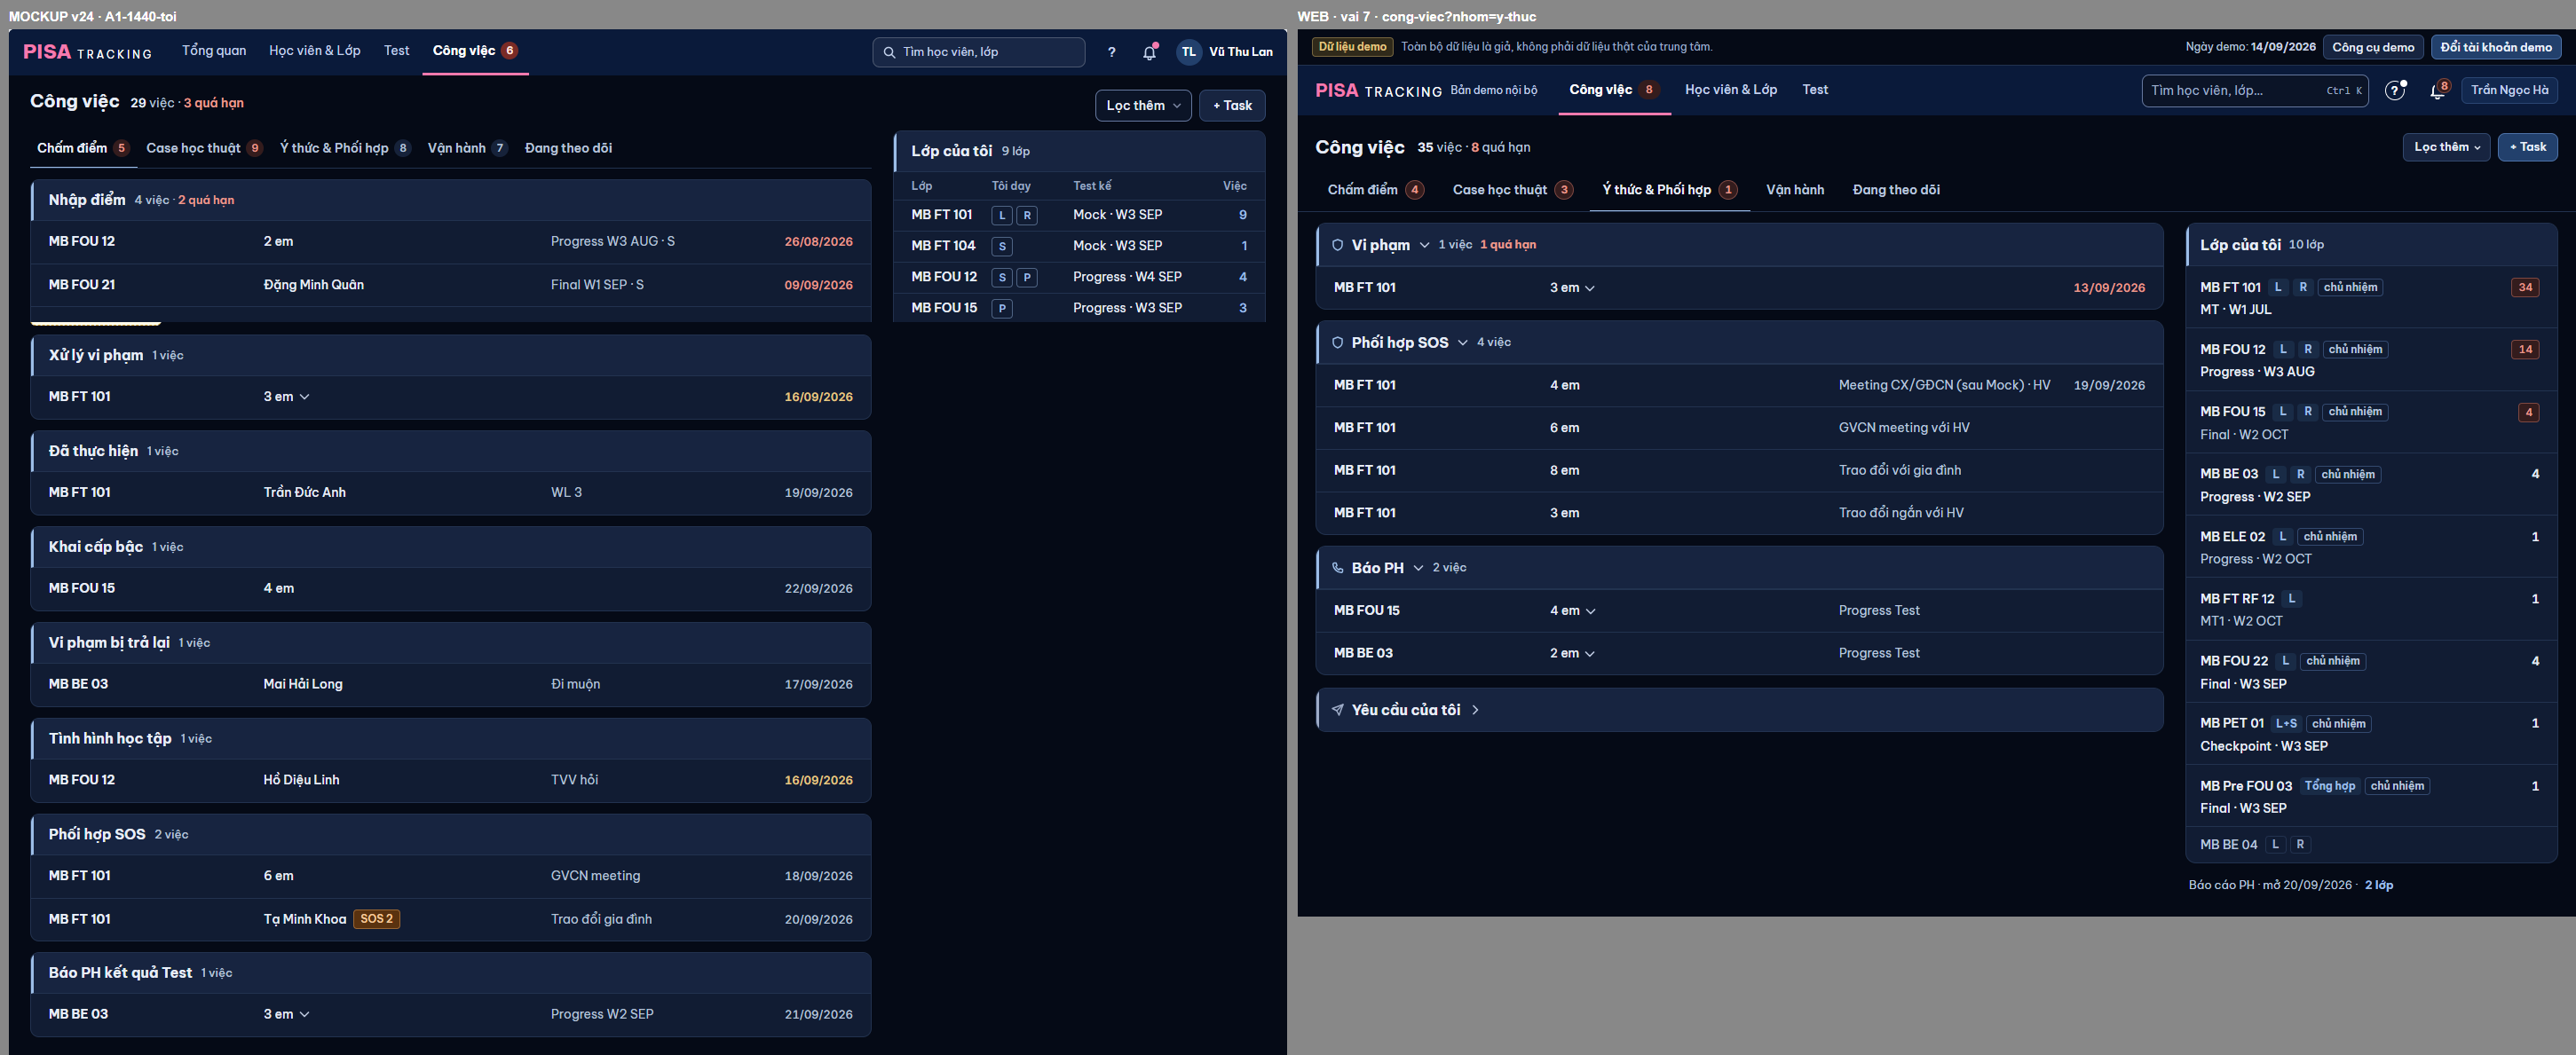 MOCKUP v24 · A1-1440-toi
PISA TRACKING Tổng quan Học viên & Lớp Test Công việc 6 Tìm học viên, lớp ? TL Vũ Thu Lan
Công việc 29 việc · 3 quá hạn Lọc thêm + Task
Chấm điểm 5 Case học thuật 9 Ý thức & Phối hợp 8 Vận hành 7 Đang theo dõi
Nhập điểm 4 việc · 2 quá hạn
MB FOU 12 2 em Progress W3 AUG · S 26/08/2026
MB FOU 21 Đặng Minh Quân Final W1 SEP · S 09/09/2026
Xử lý vi phạm 1 việc
MB FT 101 3 em 16/09/2026
Đã thực hiện 1 việc
MB FT 101 Trần Đức Anh WL 3 19/09/2026
Khai cấp bậc 1 việc
MB FOU 15 4 em 22/09/2026
Vi phạm bị trả lại 1 việc
MB BE 03 Mai Hải Long Đi muộn 17/09/2026
Tình hình học tập 1 việc
MB FOU 12 Hồ Diệu Linh TVV hỏi 16/09/2026
Phối hợp SOS 2 việc
MB FT 101 6 em GVCN meeting 18/09/2026
MB FT 101 Tạ Minh Khoa SOS 2 Trao đổi gia đình 20/09/2026
Báo PH kết quả Test 1 việc
MB BE 03 3 em Progress W2 SEP 21/09/2026
Lớp của tôi 9 lớp
Lớp Tôi dạy Test kế Việc
MB FT 101 L R Mock · W3 SEP 9
MB FT 104 S Mock · W3 SEP 1
MB FOU 12 S P Progress · W4 SEP 4
MB FOU 15 P Progress · W3 SEP 3
WEB · vai 7 · cong-viec?nhom=y-thuc
Dữ liệu demo Toàn bộ dữ liệu là giả, không phải dữ liệu thật của trung tâm. Ngày demo: 14/09/2026 Công cụ demo Đổi tài khoản demo
PISA TRACKING Bản demo nội bộ Công việc 8 Học viên & Lớp Test Tìm học viên, lớp... Ctrl K ? 8 Trần Ngọc Hà
Công việc 35 việc · 8 quá hạn Lọc thêm + Task
Chấm điểm 4 Case học thuật 3 Ý thức & Phối hợp 1 Vận hành Đang theo dõi
Vi phạm 1 việc 1 quá hạn
MB FT 101 3 em 13/09/2026
Phối hợp SOS 4 việc
MB FT 101 4 em Meeting CX/GĐCN (sau Mock) · HV 19/09/2026
MB FT 101 6 em GVCN meeting với HV
MB FT 101 8 em Trao đổi với gia đình
MB FT 101 3 em Trao đổi ngắn với HV
Báo PH 2 việc
MB FOU 15 4 em Progress Test
MB BE 03 2 em Progress Test
Yêu cầu của tôi
Lớp của tôi 10 lớp
MB FT 101 L R chủ nhiệm 34
MT · W1 JUL
MB FOU 12 L R chủ nhiệm 14
Progress · W3 AUG
MB FOU 15 L R chủ nhiệm 4
Final · W2 OCT
MB BE 03 L R chủ nhiệm 4
Progress · W2 SEP
MB ELE 02 L chủ nhiệm 1
Progress · W2 OCT
MB FT RF 12 L 1
MT1 · W2 OCT
MB FOU 22 L chủ nhiệm 4
Final · W3 SEP
MB PET 01 L+S chủ nhiệm 1
Checkpoint · W3 SEP
MB Pre FOU 03 Tổng hợp chủ nhiệm 1
Final · W3 SEP
MB BE 04 L R
Báo cáo PH · mở 20/09/2026 · 2 lớp